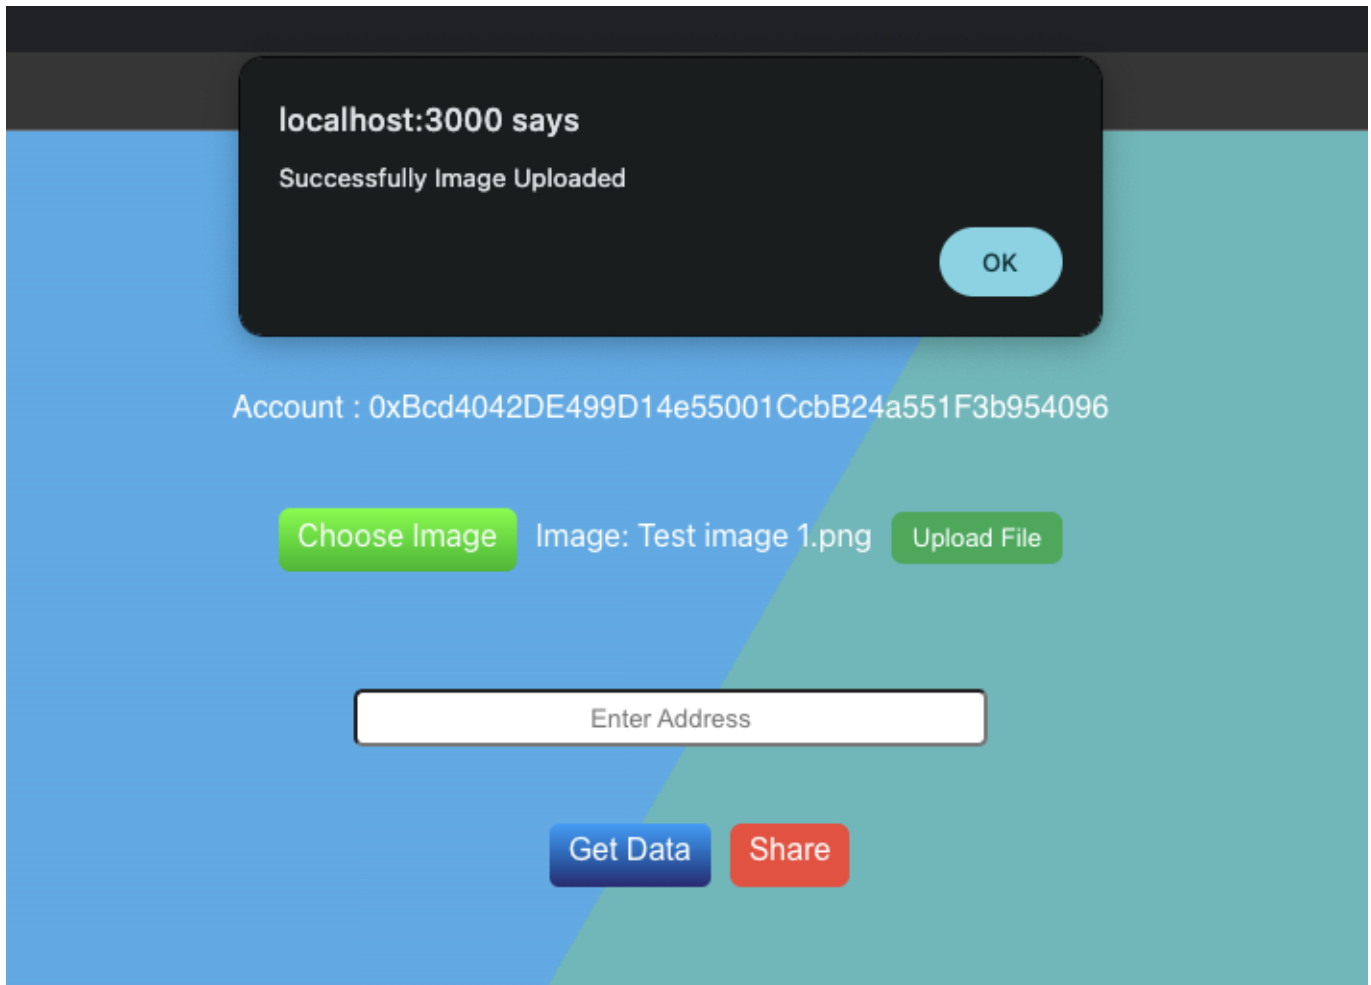 localhost:3000 says
Successfully Image Uploaded
OK
Account : 0xBcd4042DE499D14e55001CcbB24a551F3b954096
Choose Image Image: Test image 1.png Upload File
Enter Address
Get Data Share